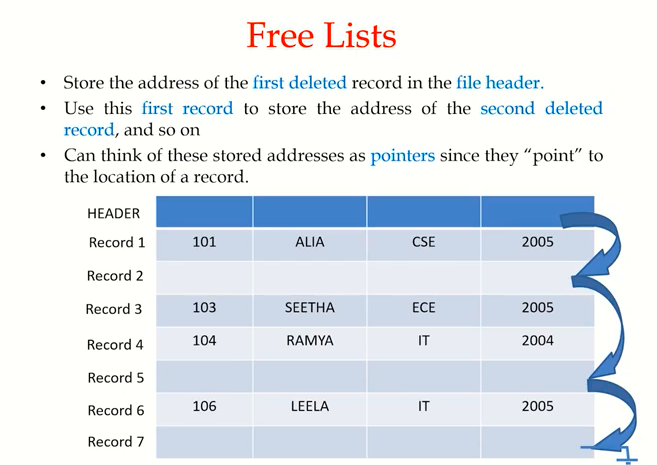 Free Lists
• Store the address of the first deleted record in the file header.
• Use this first record to store the address of the second deleted
record, and so on
• Can think of these stored addresses as pointers since they “point” to
the location of a record.
HEADER
Record 1 101 ALIA CSE 2005
Record 2
Record 3 103 SEETHA ECE 2005
Record 4 104 RAMYA IT 2004
Record 5
Record 6 106 LEELA IT 2005
Record 7